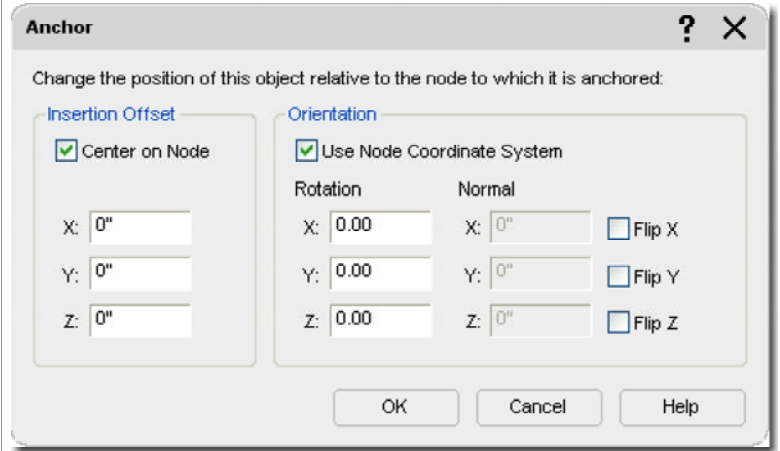 Anchor ? X
Change the position of this object relative to the node to which it is anchored:
Insertion Offset Orientation
Center on Node Use Node Coordinate System
Rotation Normal
X: 0" X: 0.00 X: 0" Flip X
Y: 0" Y: 0.00 Y: 0" Flip Y
Z: 0" Z: 0.00 Z: 0" Flip Z
OK Cancel Help